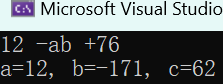 Microsoft Visual Studio
12 -ab +76
a=12, b=-171, c=62